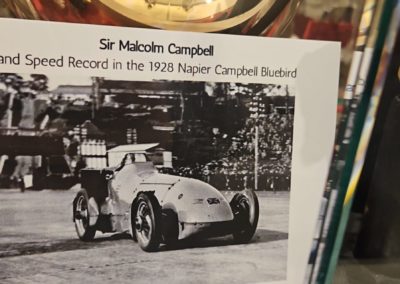 Sir Malcolm Campbell
and Speed Record in the 1928 Napier Campbell Bluebird